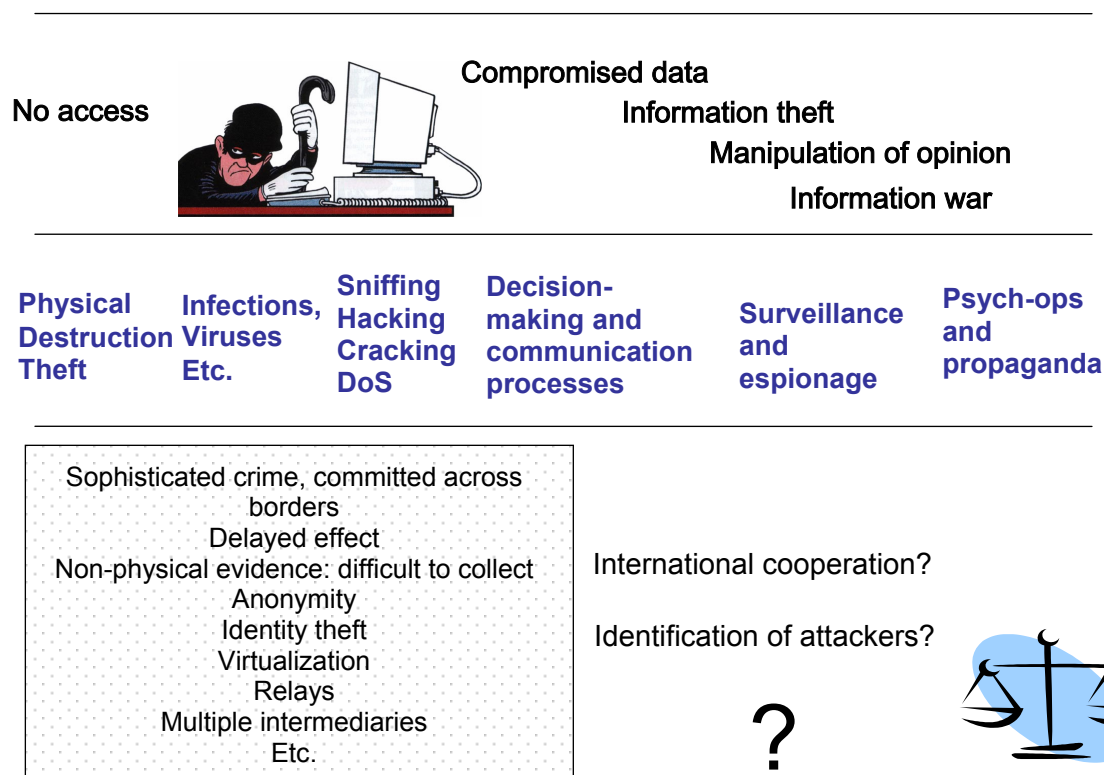 No access
Compromised data
Information theft
Manipulation of opinion
Information war
Physical
Destruction
Theft
Infections,
Viruses
Etc.
Sniffing
Hacking
Cracking
DoS
Decision-
making and
communication
processes
Surveillance
and
espionage
Psych-ops
and
propaganda
Sophisticated crime, committed across
borders
Delayed effect
Non-physical evidence: difficult to collect
Anonymity
Identity theft
Virtualization
Relays
Multiple intermediaries
Etc.
International cooperation?
Identification of attackers?
?